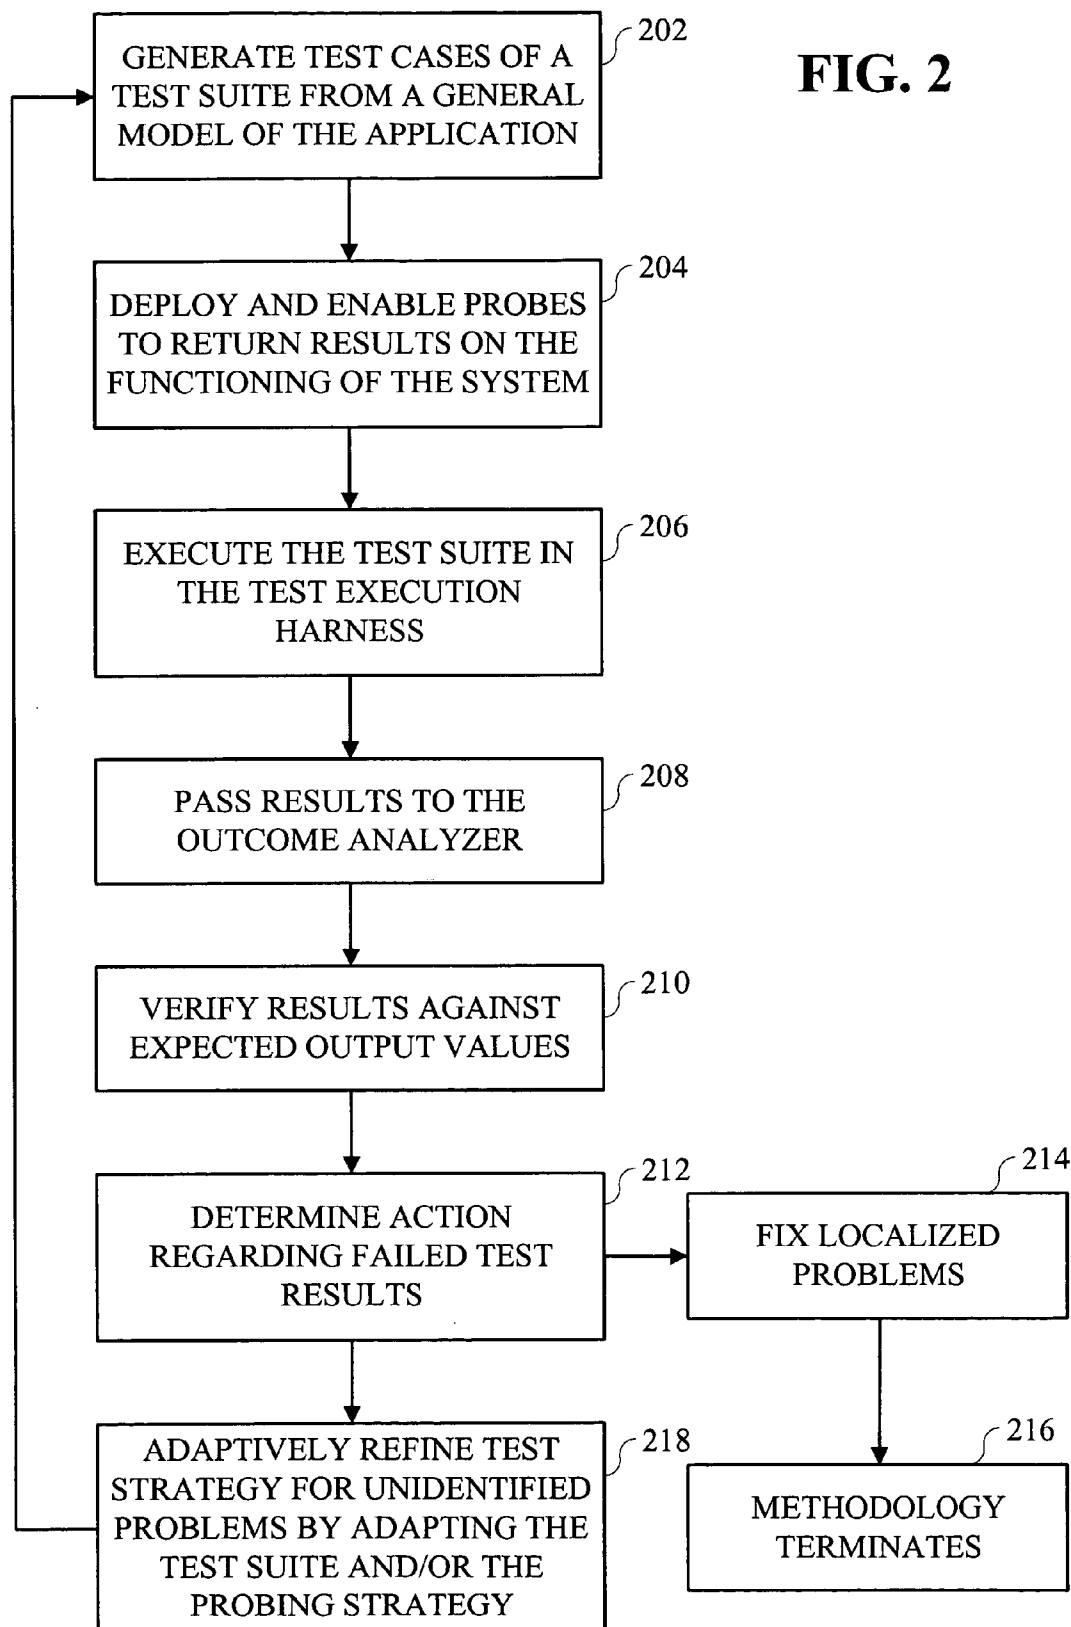 FIG. 2
202
GENERATE TEST CASES OF A
TEST SUITE FROM A GENERAL
MODEL OF THE APPLICATION
204
DEPLOY AND ENABLE PROBES
TO RETURN RESULTS ON THE
FUNCTIONING OF THE SYSTEM
206
EXECUTE THE TEST SUITE IN
THE TEST EXECUTION
HARNESS
208
PASS RESULTS TO THE
OUTCOME ANALYZER
210
VERIFY RESULTS AGAINST
EXPECTED OUTPUT VALUES
212
DETERMINE ACTION
REGARDING FAILED TEST
RESULTS
214
FIX LOCALIZED
PROBLEMS
216
METHODOLOGY
TERMINATES
218
ADAPTIVELY REFINE TEST
STRATEGY FOR UNIDENTIFIED
PROBLEMS BY ADAPTING THE
TEST SUITE AND/OR THE
PROBING STRATEGY